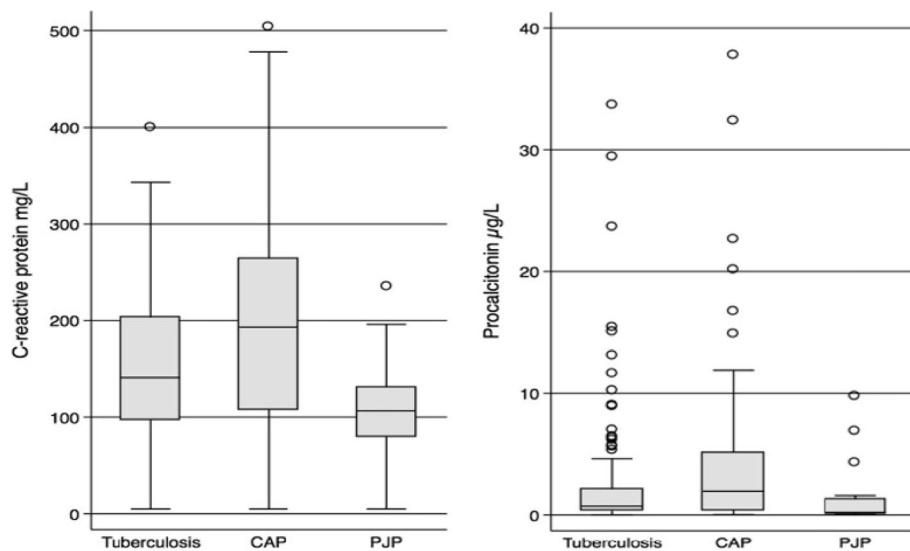 C-reactive protein mg/L
500
400
300
200
100
0
Tuberculosis CAP PJP
Procalcitonin µg/L
40
30
20
10
0
Tuberculosis CAP PJP